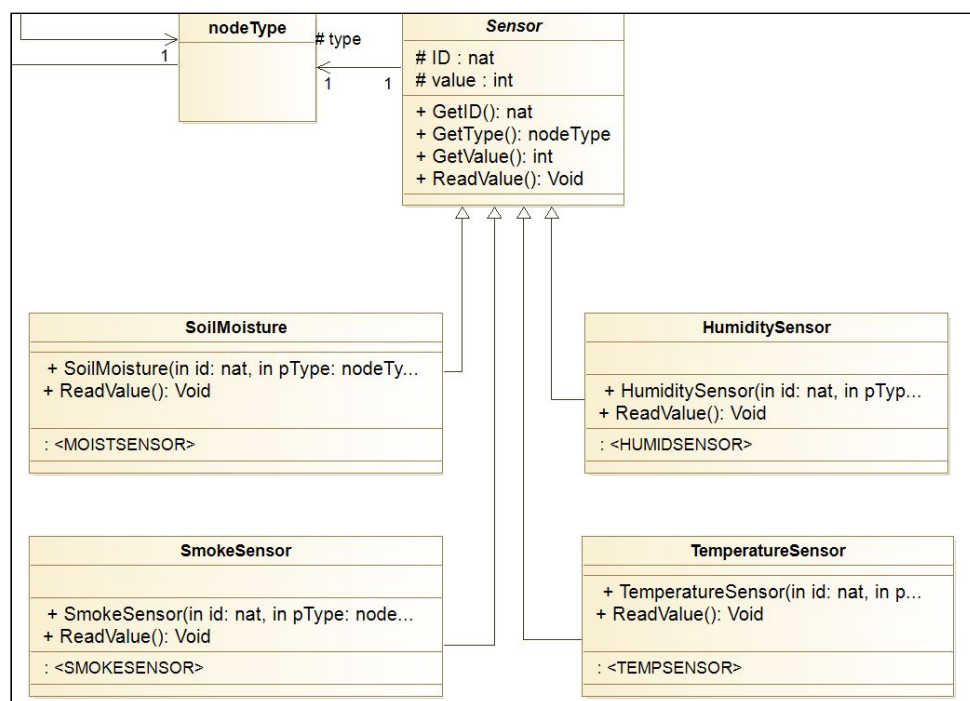 nodeType
# type
1
1
1
Sensor
# ID : nat
# value : int
+ GetID(): nat
+ GetType(): nodeType
+ GetValue(): int
+ ReadValue(): Void
SoilMoisture
+ SoilMoisture(in id: nat, in pType: nodeTy...
+ ReadValue(): Void
: <MOISTSENSOR>
HumiditySensor
+ HumiditySensor(in id: nat, in pTyp...
+ ReadValue(): Void
: <HUMIDSENSOR>
SmokeSensor
+ SmokeSensor(in id: nat, in pType: node...
+ ReadValue(): Void
: <SMOKESENSOR>
TemperatureSensor
+ TemperatureSensor(in id: nat, in p...
+ ReadValue(): Void
: <TEMPSENSOR>